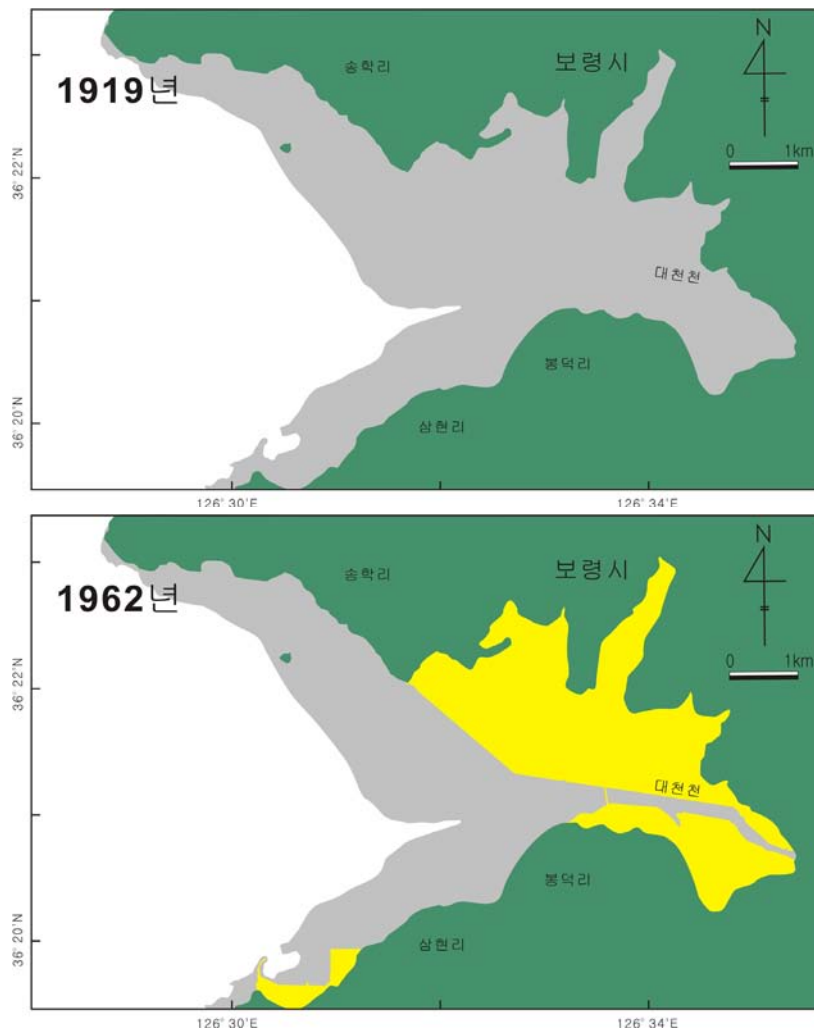 송학리
보령시
N
1919년
0 1km
36° 22'N
대천천
봉덕리
36° 20'N
삼현리
126° 30'E
126° 34'E
송학리
보령시
N
1962년
0 1km
36° 22'N
대천천
봉덕리
36° 20'N
삼현리
126° 30'E
126° 34'E